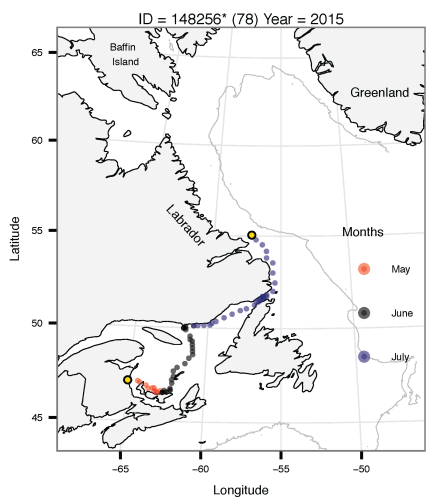 ID = 148256* (78) Year = 2015
65
Baffin
Island
Greenland
60
Labrador
55
Months
May
June
50
July
45
−65
−60
−55
−50
Latitude
Longitude